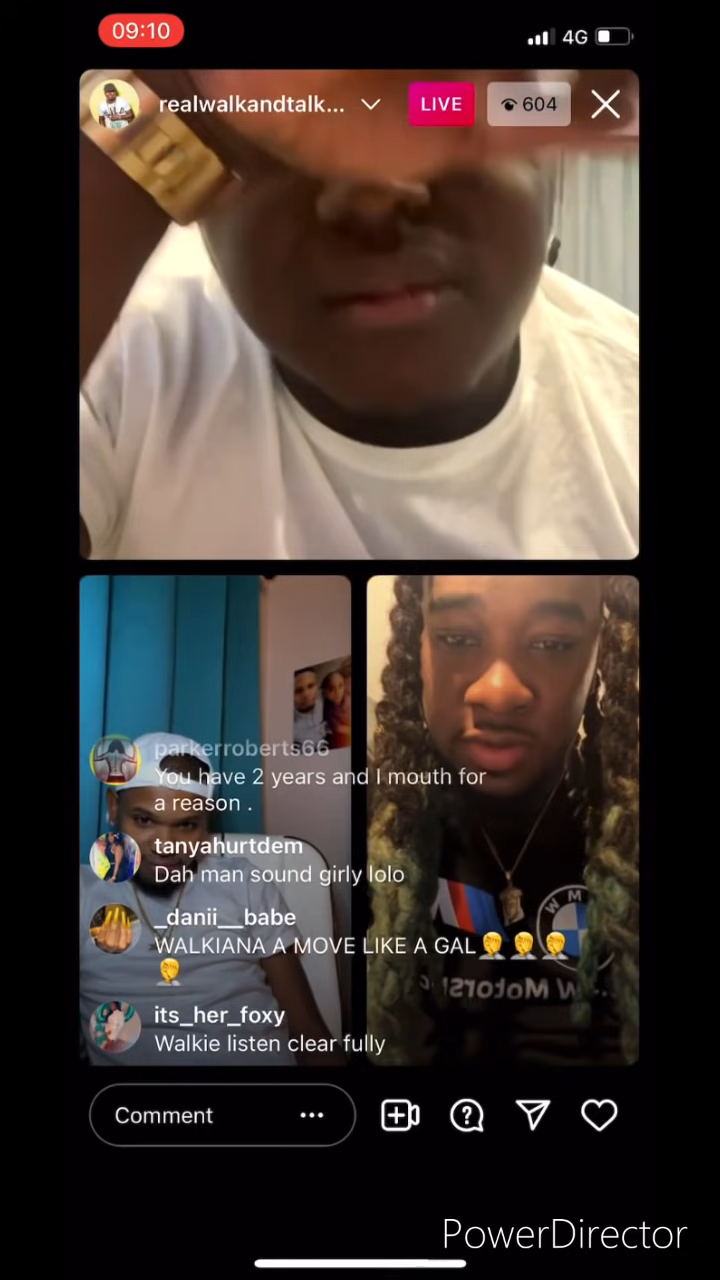 09:10
4G
realwalkandtalk...
LIVE
604
parkerroberts66
You have 2 years and I mouth for
a reason .
tanyahurtdem
Dah man sound girly lolo
_danii__babe
WALKIANA A MOVE LIKE A GAL🤦🤦🤦
🤦
its_her_foxy
Walkie listen clear fully
Comment
PowerDirector